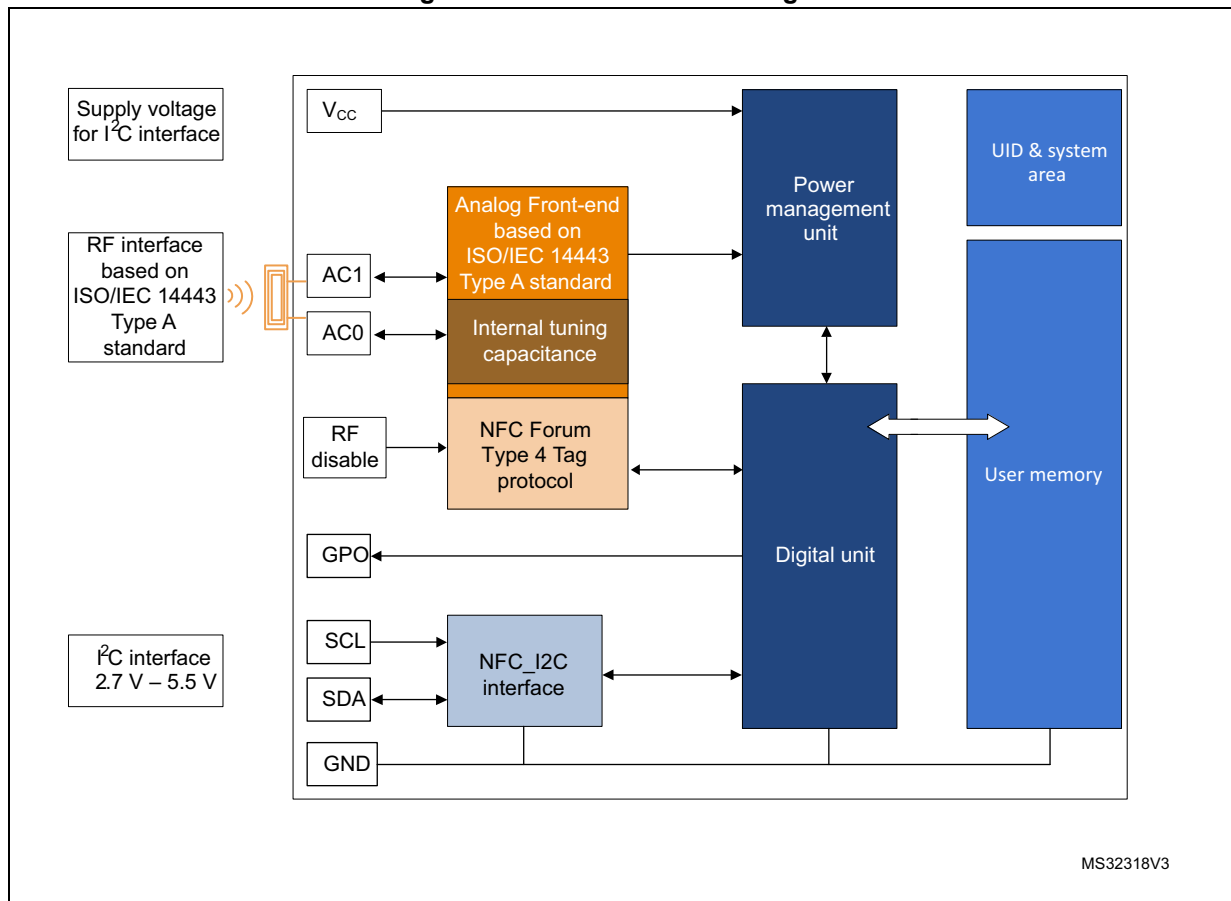 Supply voltage
for I²C interface
RF interface
based on
ISO/IEC 14443
Type A
standard
I²C interface
2.7 V – 5.5 V
VCC
AC1
AC0
RF
disable
GPO
SCL
SDA
GND
Analog Front-end
based on
ISO/IEC 14443
Type A standard
Internal tuning
capacitance
NFC Forum
Type 4 Tag
protocol
NFC_I2C
interface
Power
management
unit
Digital unit
UID & system
area
User memory
MS32318V3